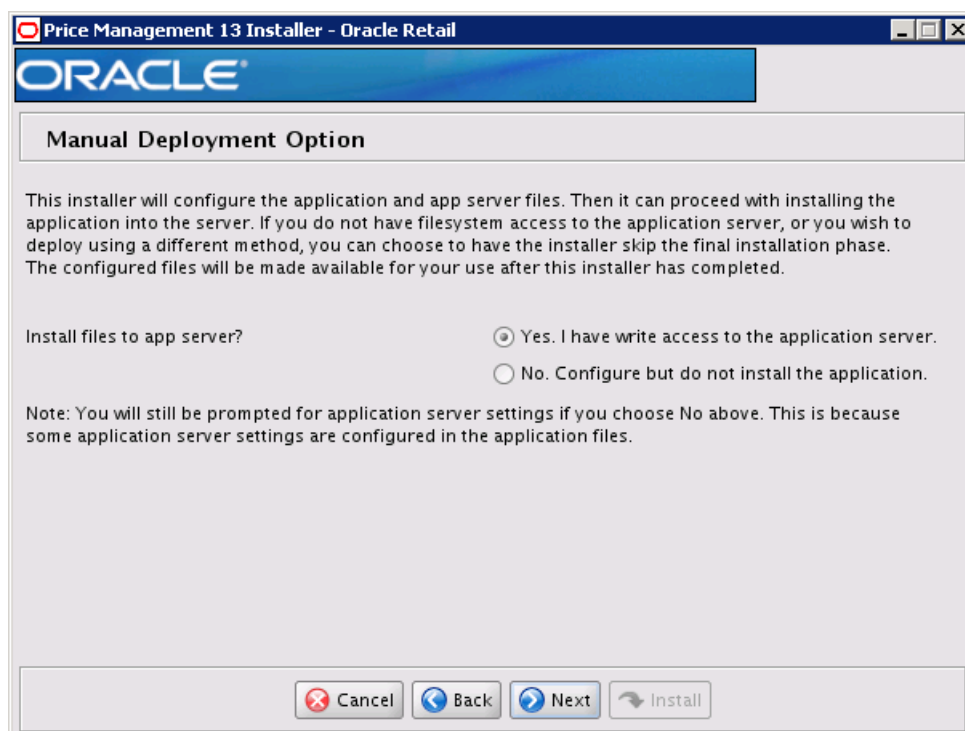 Price Management 13 Installer - Oracle Retail
ORACLE®
Manual Deployment Option
This installer will configure the application and app server files. Then it can proceed with installing the
application into the server. If you do not have filesystem access to the application server, or you wish to
deploy using a different method, you can choose to have the installer skip the final installation phase.
The configured files will be made available for your use after this installer has completed.
Install files to app server?
Yes. I have write access to the application server.
No. Configure but do not install the application.
Note: You will still be prompted for application server settings if you choose No above. This is because
some application server settings are configured in the application files.
Cancel Back Next Install